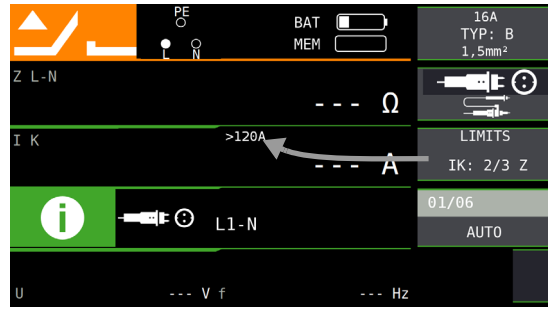 PE
L N
BAT
MEM
16A
TYP: B
1,5mm²
Z L-N
--- Ω
I K
>120A
--- A
LIMITS
IK: 2/3 Z
i
L1-N
01/06
AUTO
U --- V f --- Hz